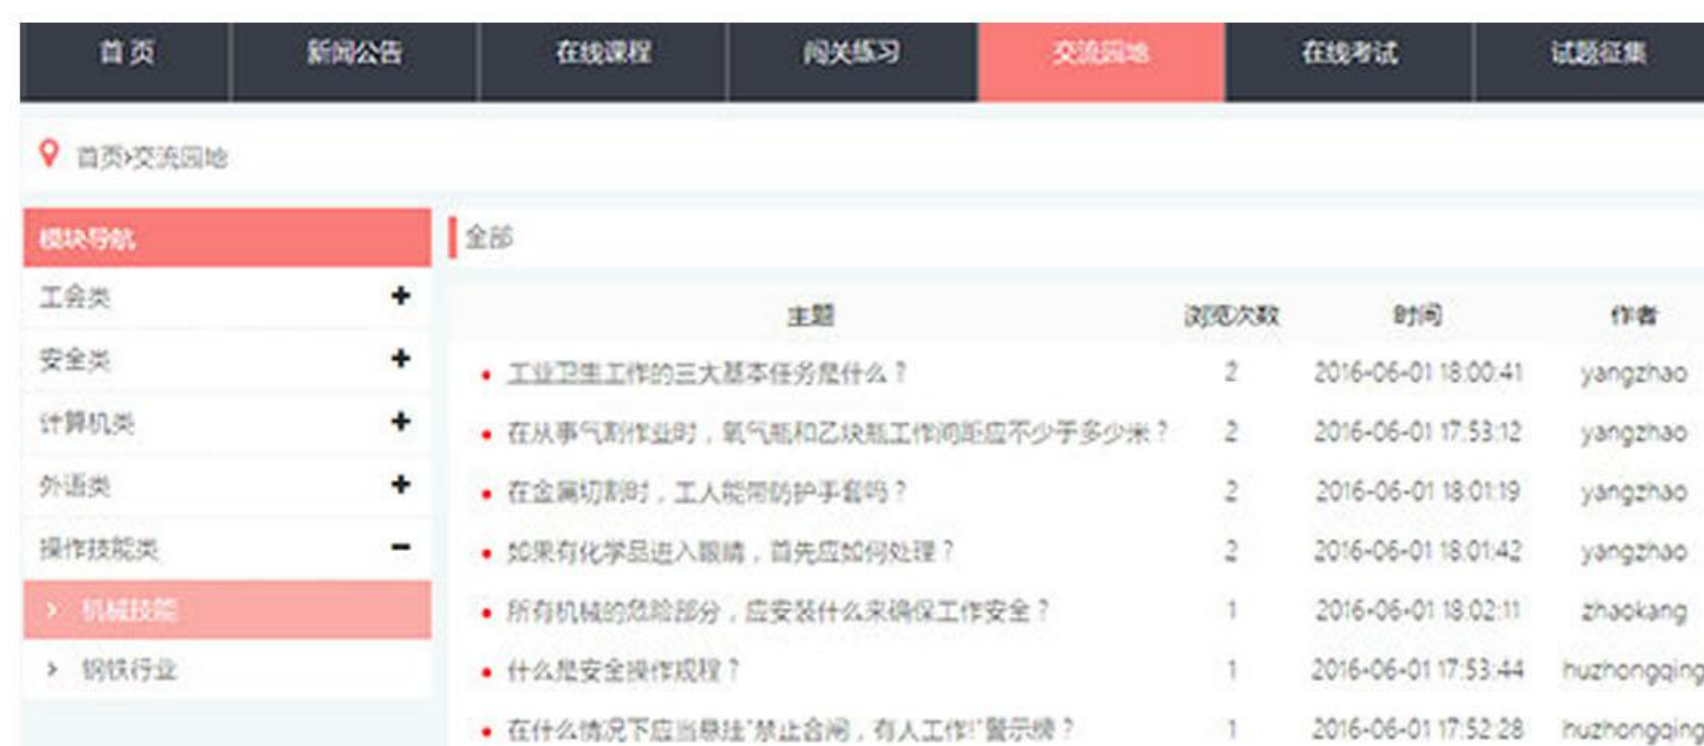 首 页 新闻公告 在线课程 闯关练习 交流园地 在线考试 试题征集
首页›交流园地
模块导航
全部
工会类
安全类
计算机类
外语类
操作技能类
机械技能
钢铁行业
主题 浏览次数 时间 作者
工业卫生工作的三大基本任务是什么？ 2 2016-06-01 18:00:41 yangzhao
在从事气割作业时，氧气瓶和乙炔瓶工作间距应不少于多少米？ 2 2016-06-01 17:53:12 yangzhao
在金属切割时，工人能带防护手套吗？ 2 2016-06-01 18:01:19 yangzhao
如果有化学品进入眼睛，首先应如何处理？ 2 2016-06-01 18:01:42 yangzhao
所有机械的危险部分，应安装什么来确保工作安全？ 1 2016-06-01 18:02:11 zhaokang
什么是安全操作规程？ 1 2016-06-01 17:53:44 huzhongqing
在什么情况下应当悬挂"禁止合闸，有人工作!"警示牌？ 1 2016-06-01 17:52:28 huzhongqing